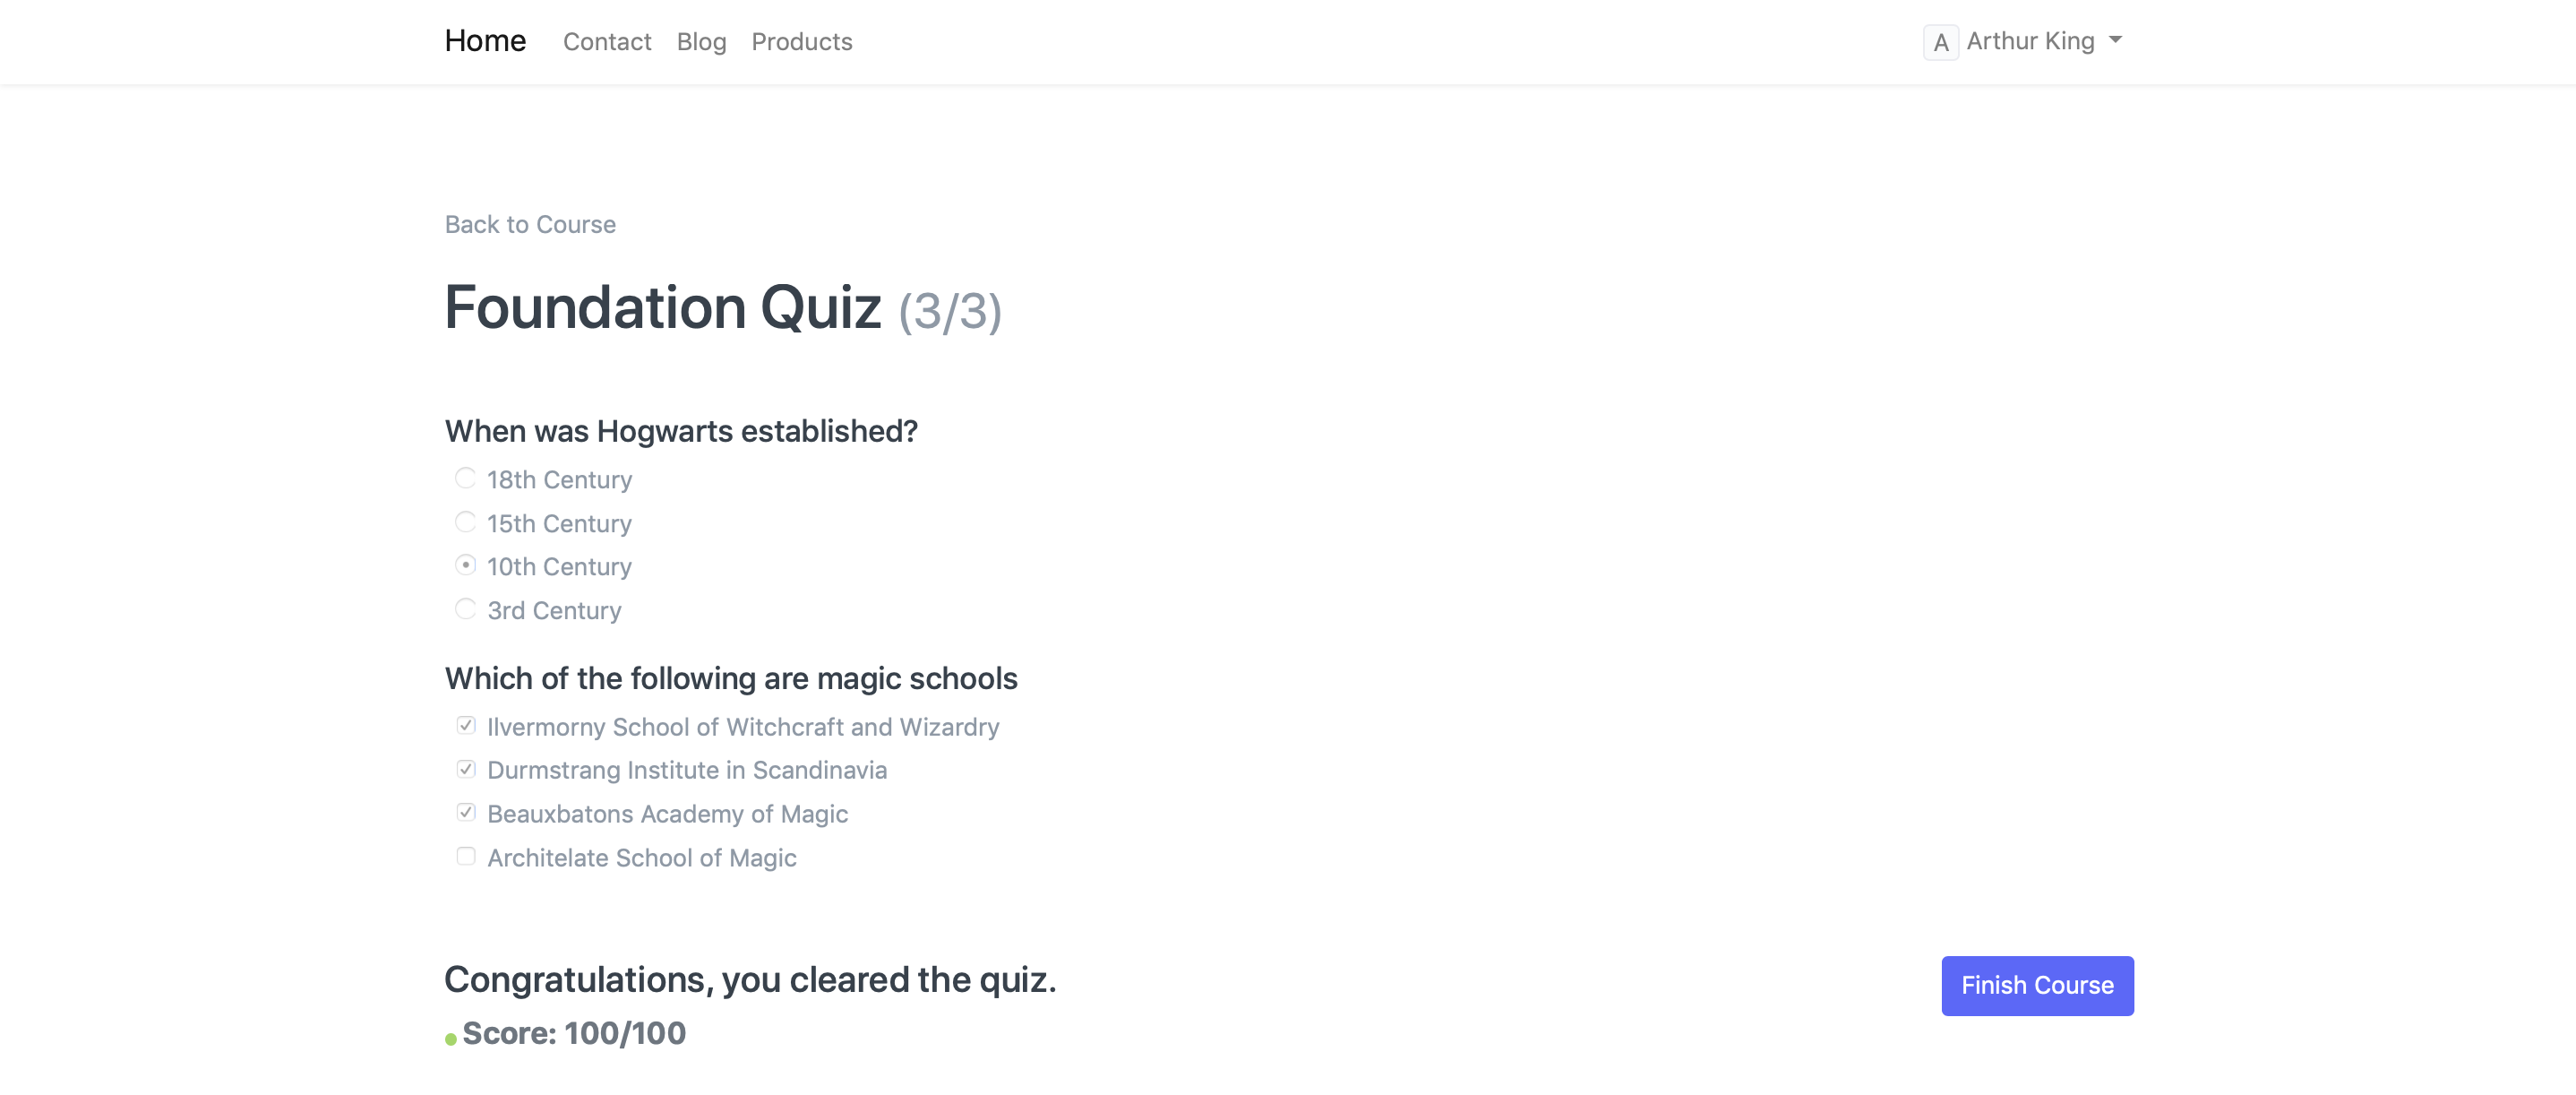 Home Contact Blog Products A Arthur King
Back to Course
Foundation Quiz (3/3)
When was Hogwarts established?
18th Century
15th Century
10th Century
3rd Century
Which of the following are magic schools
Ilvermorny School of Witchcraft and Wizardry
Durmstrang Institute in Scandinavia
Beauxbatons Academy of Magic
Architelate School of Magic
Congratulations, you cleared the quiz.
Finish Course
Score: 100/100